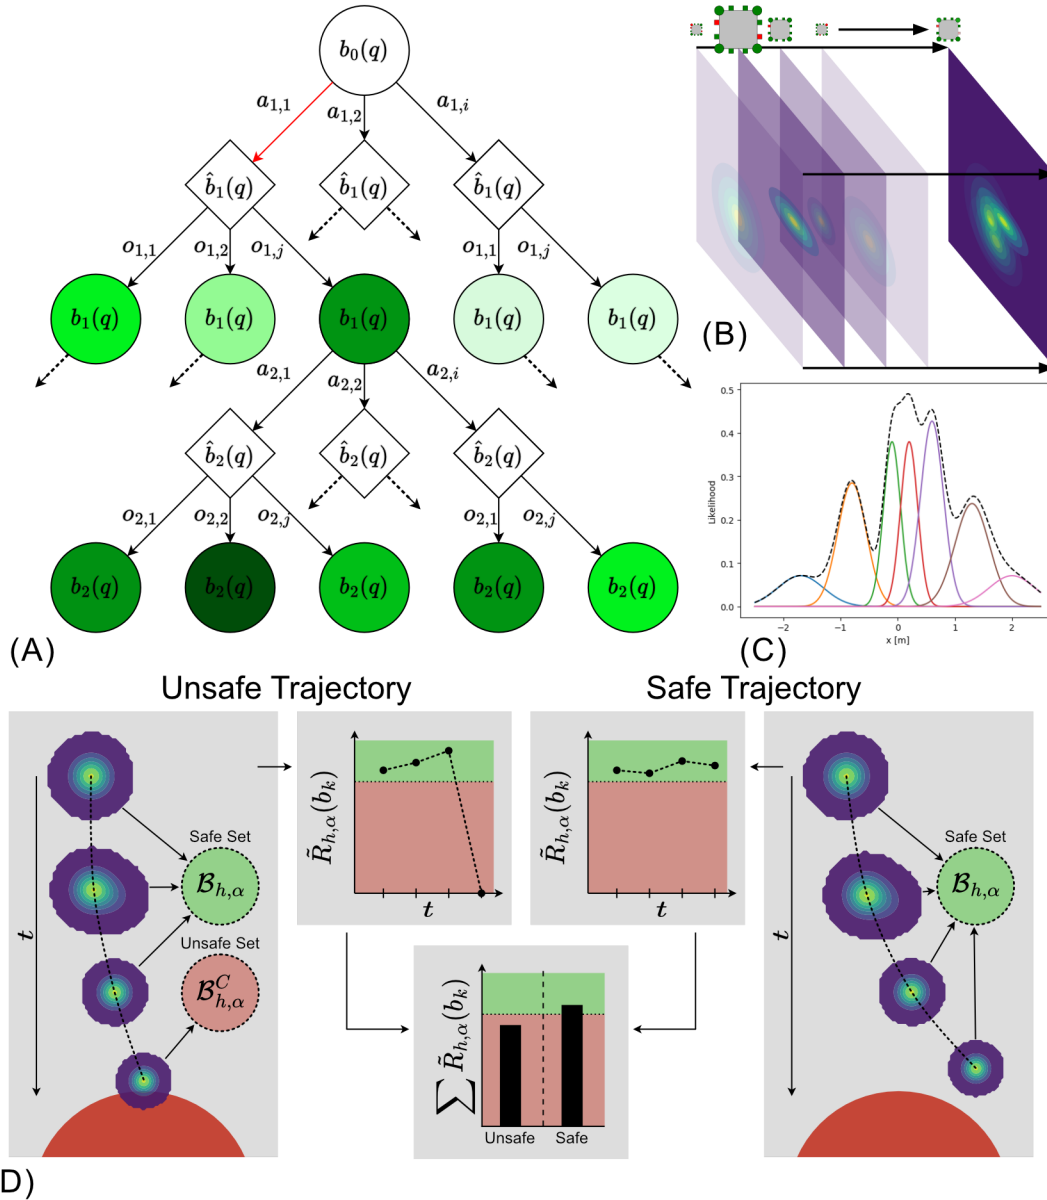 b₀(q)
a₁,₁ a₁,₂ a₁,ᵢ
b̂₁(q) b̂₁(q) b̂₁(q)
o₁,₁ o₁,₂ o₁,ⱼ o₁,₁ o₁,ⱼ
b₁(q) b₁(q) b₁(q) b₁(q) b₁(q)
a₂,₁ a₂,₂ a₂,ᵢ
b̂₂(q) b̂₂(q) b̂₂(q)
o₂,₁ o₂,₂ o₂,ⱼ o₂,₁ o₂,ⱼ
b₂(q) b₂(q) b₂(q) b₂(q) b₂(q)
(A)
(B)
0.5
0.4
0.3
0.2
0.1
0.0
Likelihood
−2 −1 0 1 2
x [m]
(C)
Unsafe Trajectory
Safe Trajectory
t
Safe Set
𝓑_{h,α}
Unsafe Set
𝓑^C_{h,α}
R̃_{h,α}(b_k)
t
R̃_{h,α}(b_k)
t
∑ R̃_{h,α}(b_k)
Unsafe Safe
t
Safe Set
𝓑_{h,α}
D)